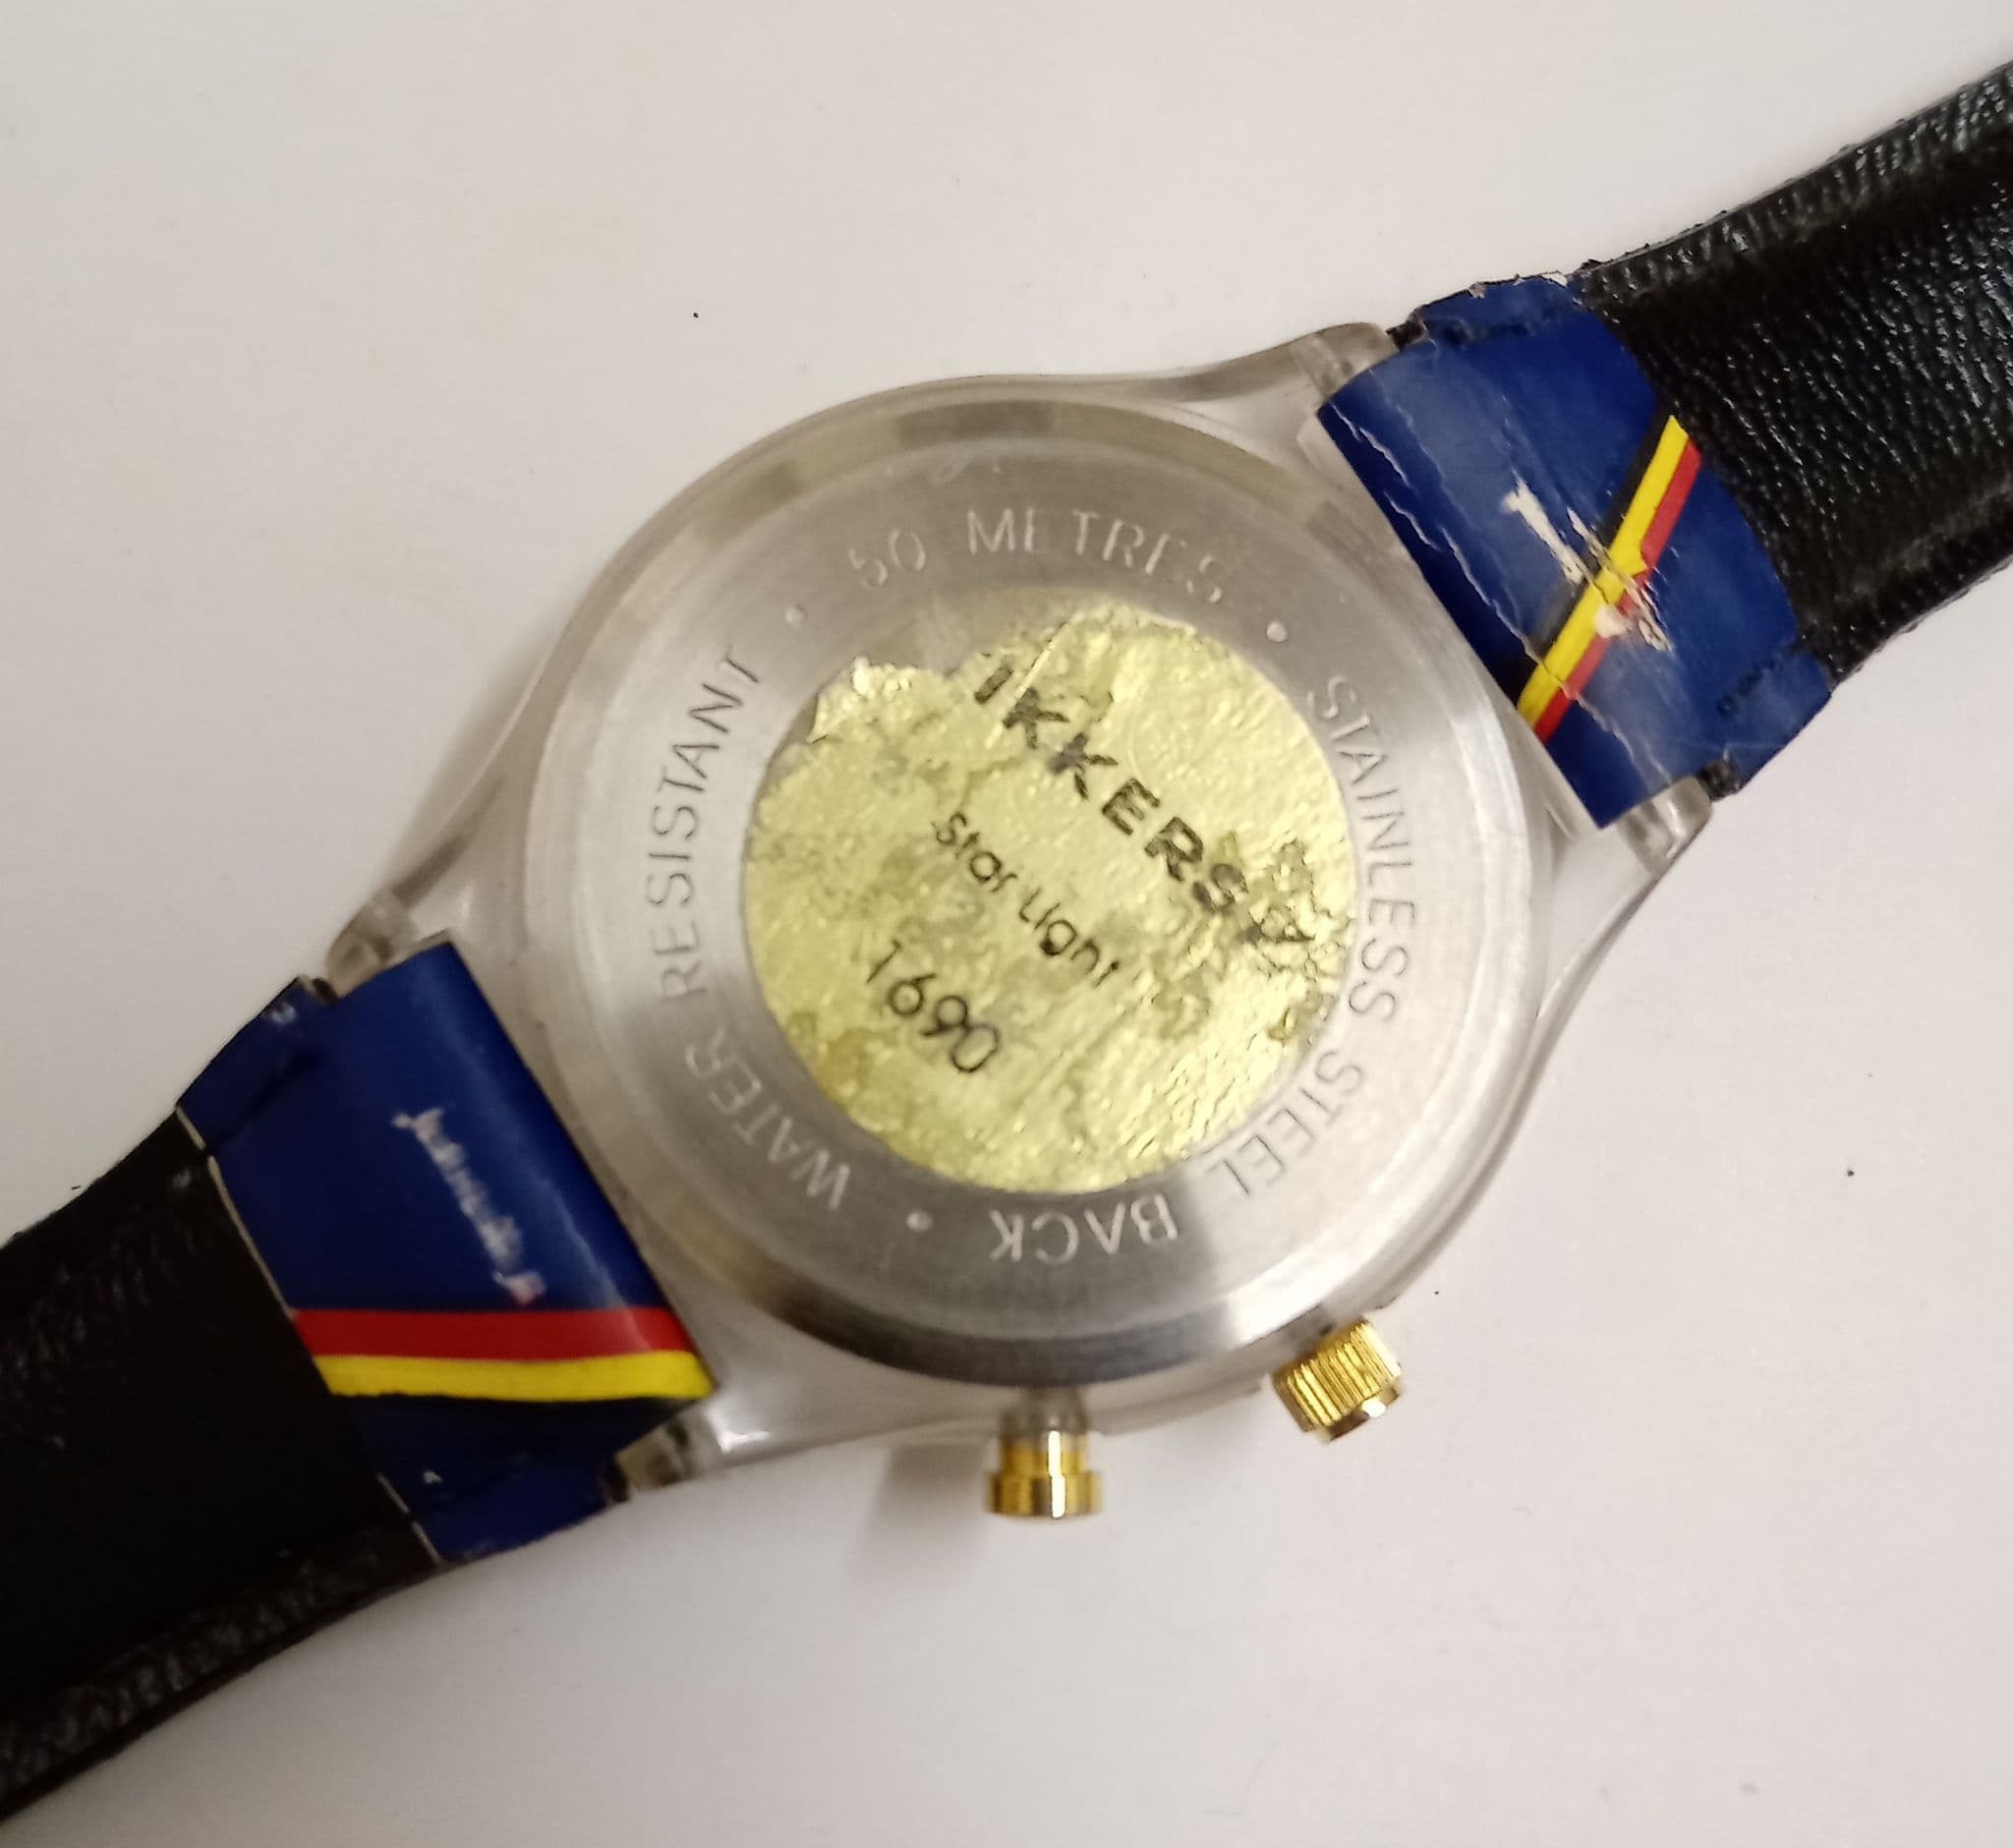 50 METRES • STAINLESS STEEL BACK • WATER RESISTANT •
IKKERS
Star Light
1690